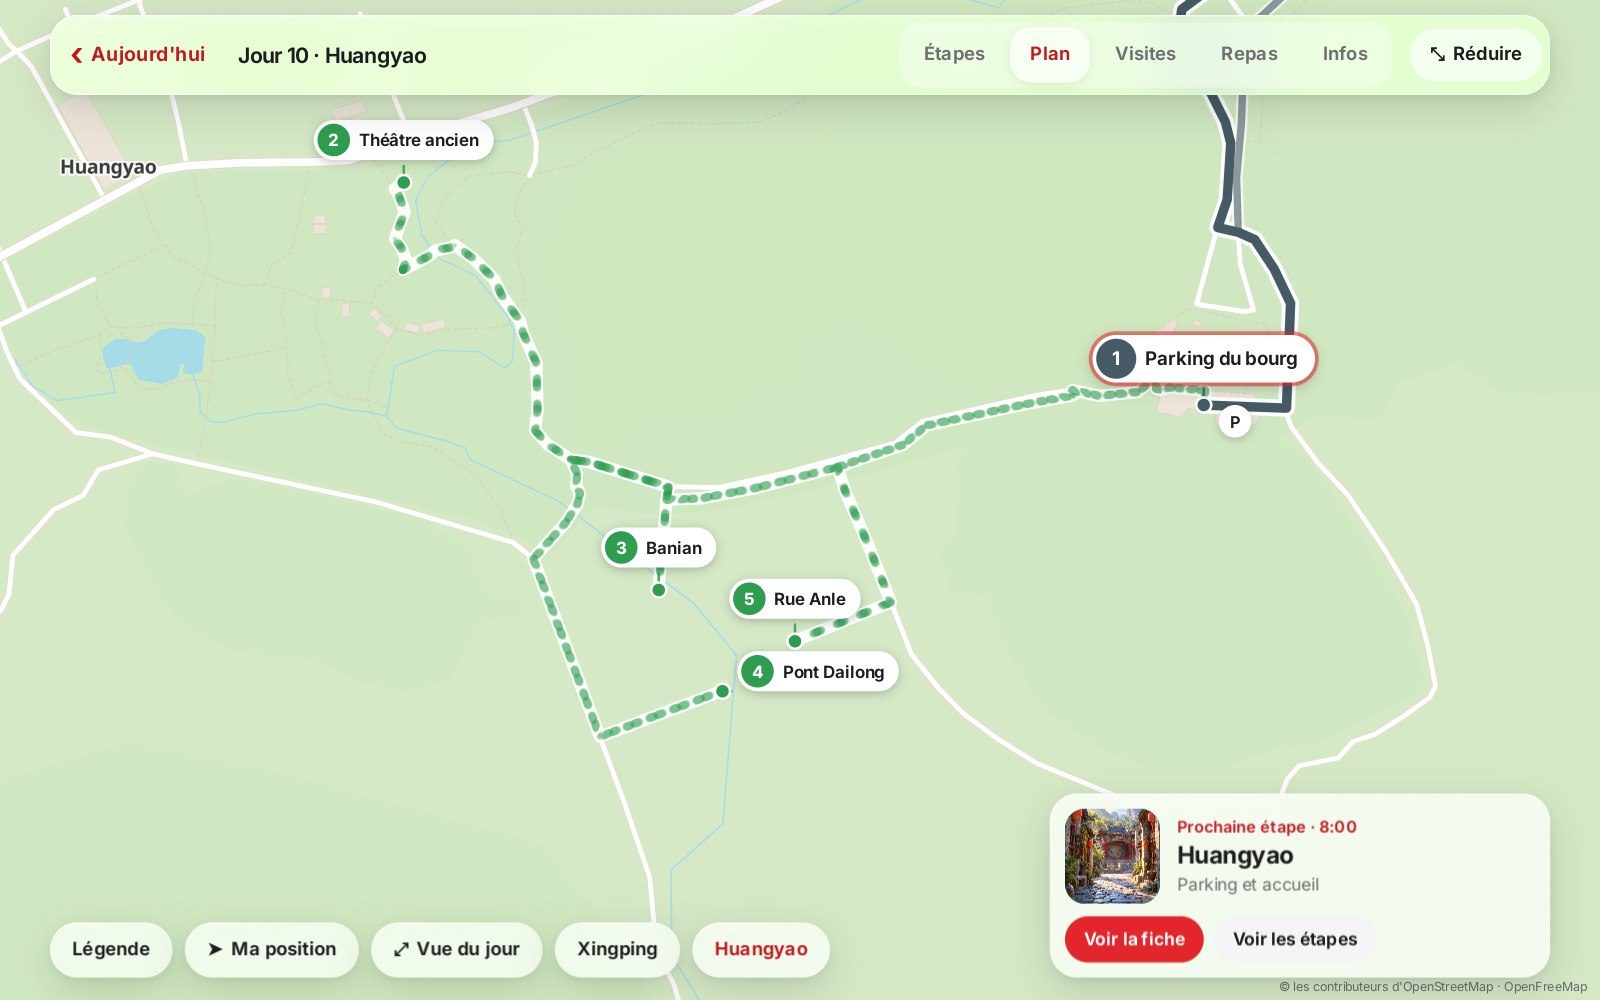 Aujourd'hui
Jour 10 · Huangyao
Étapes
Plan
Visites
Repas
Infos
Réduire
2 Théâtre ancien
Huangyao
1 Parking du bourg
P
3 Banian
5 Rue Anle
4 Pont Dailong
Prochaine étape · 8:00
Huangyao
Parking et accueil
Voir la fiche
Voir les étapes
Légende
Ma position
Vue du jour
Xingping
Huangyao
© les contributeurs d'OpenStreetMap · OpenFreeMap